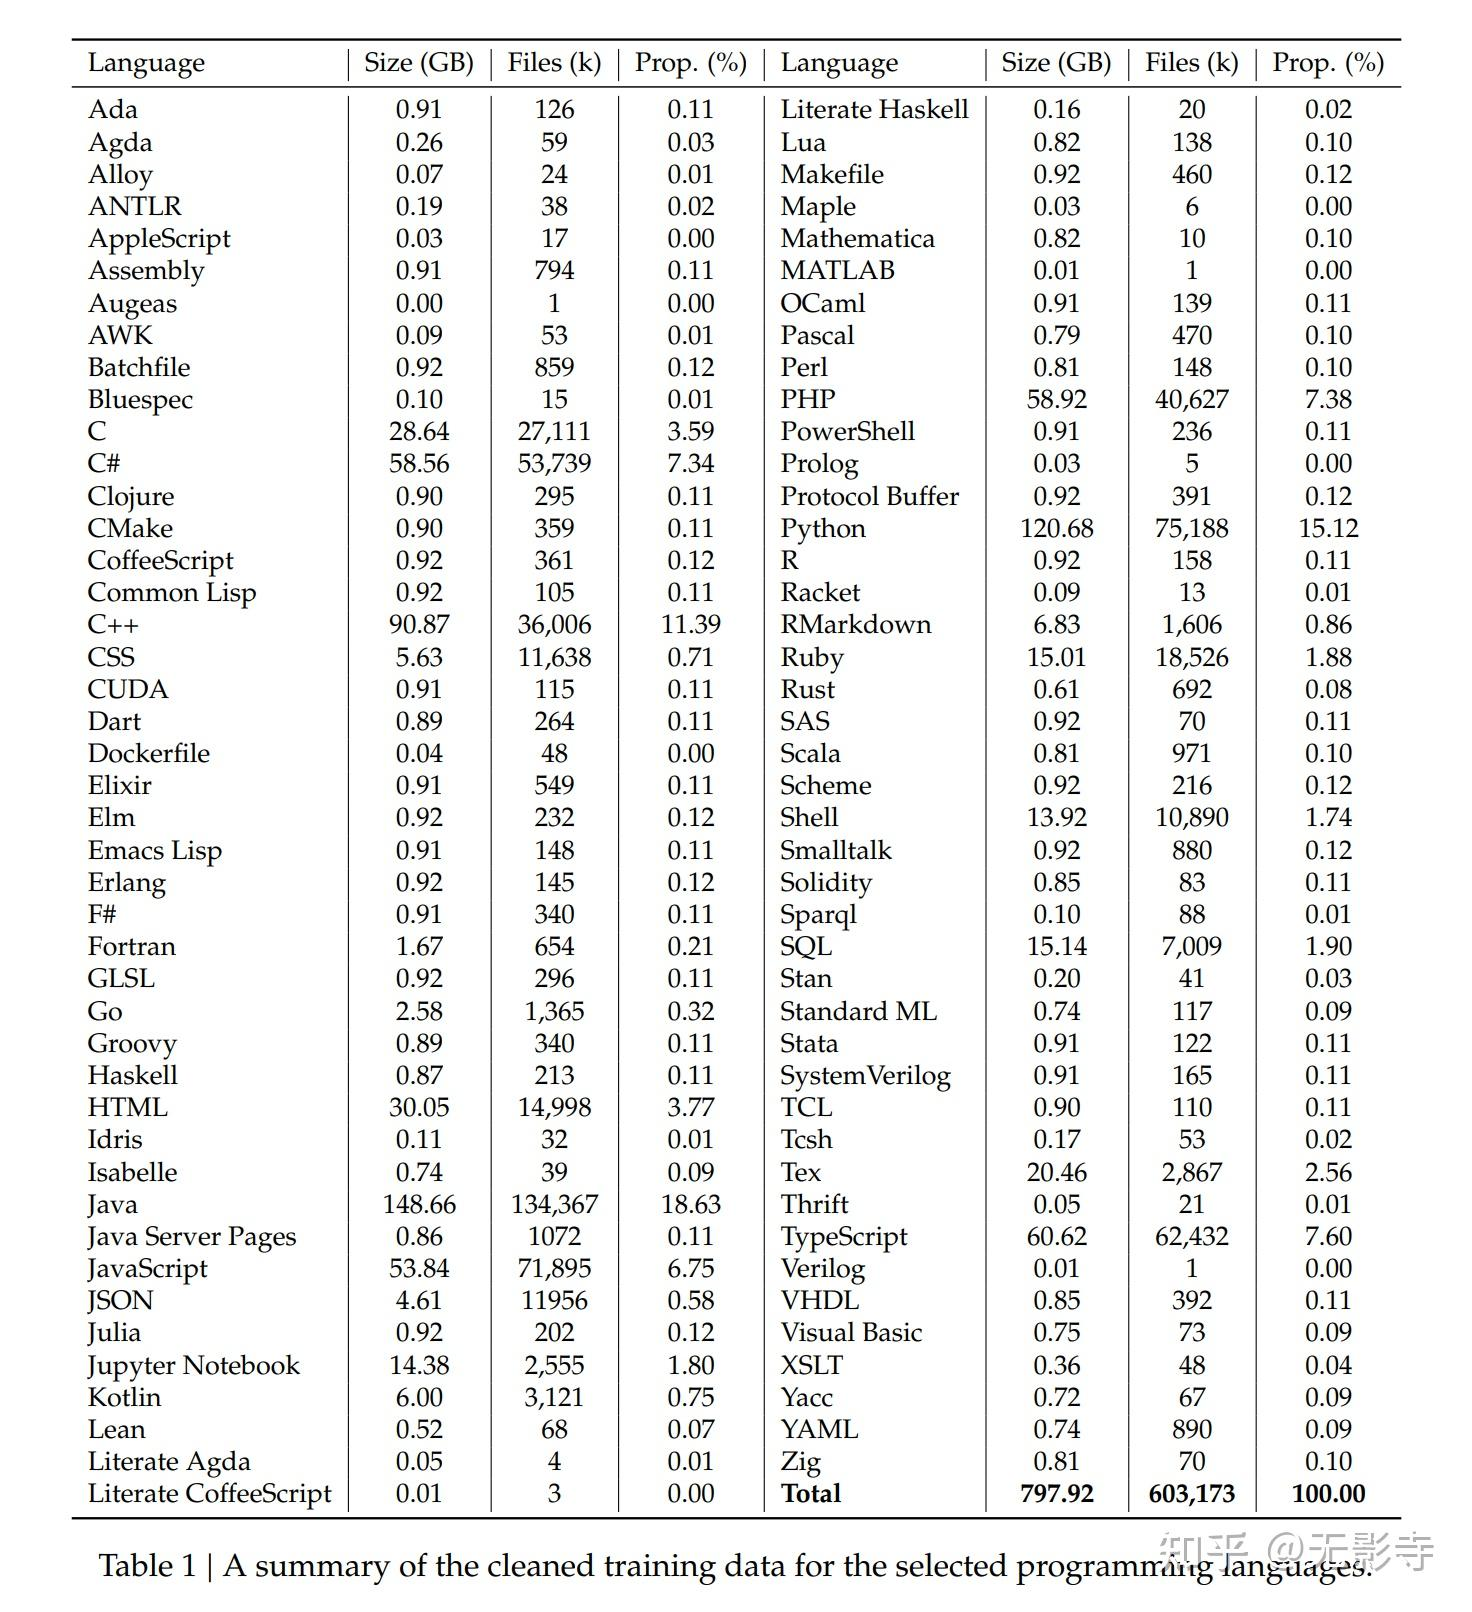 Language Size (GB) Files (k) Prop. (%) Language Size (GB) Files (k) Prop. (%)
Ada 0.91 126 0.11 Literate Haskell 0.16 20 0.02
Agda 0.26 59 0.03 Lua 0.82 138 0.10
Alloy 0.07 24 0.01 Makefile 0.92 460 0.12
ANTLR 0.19 38 0.02 Maple 0.03 6 0.00
AppleScript 0.03 17 0.00 Mathematica 0.82 10 0.10
Assembly 0.91 794 0.11 MATLAB 0.01 1 0.00
Augeas 0.00 1 0.00 OCaml 0.91 139 0.11
AWK 0.09 53 0.01 Pascal 0.79 470 0.10
Batchfile 0.92 859 0.12 Perl 0.81 148 0.10
Bluespec 0.10 15 0.01 PHP 58.92 40,627 7.38
C 28.64 27,111 3.59 PowerShell 0.91 236 0.11
C# 58.56 53,739 7.34 Prolog 0.03 5 0.00
Clojure 0.90 295 0.11 Protocol Buffer 0.92 391 0.12
CMake 0.90 359 0.11 Python 120.68 75,188 15.12
CoffeeScript 0.92 361 0.12 R 0.92 158 0.11
Common Lisp 0.92 105 0.11 Racket 0.09 13 0.01
C++ 90.87 36,006 11.39 RMarkdown 6.83 1,606 0.86
CSS 5.63 11,638 0.71 Ruby 15.01 18,526 1.88
CUDA 0.91 115 0.11 Rust 0.61 692 0.08
Dart 0.89 264 0.11 SAS 0.92 70 0.11
Dockerfile 0.04 48 0.00 Scala 0.81 971 0.10
Elixir 0.91 549 0.11 Scheme 0.92 216 0.12
Elm 0.92 232 0.12 Shell 13.92 10,890 1.74
Emacs Lisp 0.91 148 0.11 Smalltalk 0.92 880 0.12
Erlang 0.92 145 0.12 Solidity 0.85 83 0.11
F# 0.91 340 0.11 Sparql 0.10 88 0.01
Fortran 1.67 654 0.21 SQL 15.14 7,009 1.90
GLSL 0.92 296 0.11 Stan 0.20 41 0.03
Go 2.58 1,365 0.32 Standard ML 0.74 117 0.09
Groovy 0.89 340 0.11 Stata 0.91 122 0.11
Haskell 0.87 213 0.11 SystemVerilog 0.91 165 0.11
HTML 30.05 14,998 3.77 TCL 0.90 110 0.11
Idris 0.11 32 0.01 Tcsh 0.17 53 0.02
Isabelle 0.74 39 0.09 Tex 20.46 2,867 2.56
Java 148.66 134,367 18.63 Thrift 0.05 21 0.01
Java Server Pages 0.86 1072 0.11 TypeScript 60.62 62,432 7.60
JavaScript 53.84 71,895 6.75 Verilog 0.01 1 0.00
JSON 4.61 11956 0.58 VHDL 0.85 392 0.11
Julia 0.92 202 0.12 Visual Basic 0.75 73 0.09
Jupyter Notebook 14.38 2,555 1.80 XSLT 0.36 48 0.04
Kotlin 6.00 3,121 0.75 Yacc 0.72 67 0.09
Lean 0.52 68 0.07 YAML 0.74 890 0.09
Literate Agda 0.05 4 0.01 Zig 0.81 70 0.10
Literate CoffeeScript 0.01 3 0.00 Total 797.92 603,173 100.00
Table 1 | A summary of the cleaned training data for the selected programming languages.
知乎 @无影寺